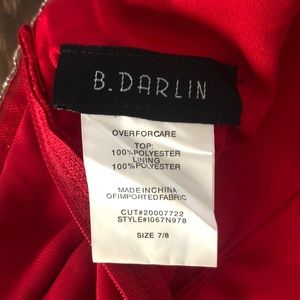 B.DARLIN
OVERFORCARE
TOP:
100%POLYESTER
LINING
100%POLYESTER
MADEINCHINA
OFIMPORTEDFABRIC
CUT#20007722
STYLE#I067N978
SIZE 7/8